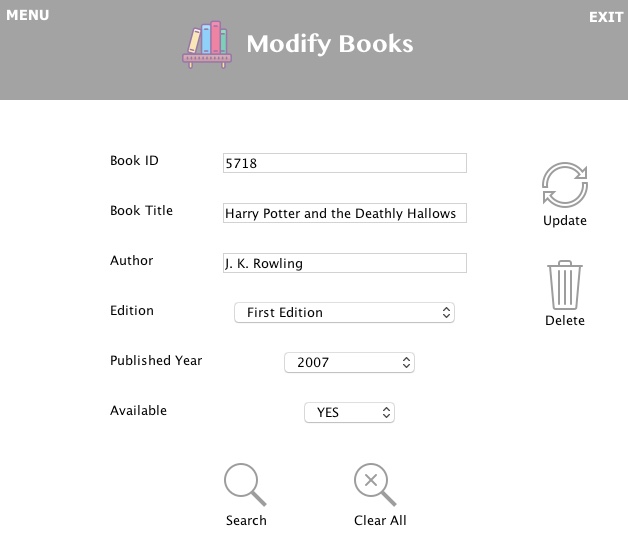 MENU
EXIT
Modify Books
Book ID 5718
Update
Book Title Harry Potter and the Deathly Hallows
Author J. K. Rowling
Delete
Edition First Edition
Published Year 2007
Available YES
Search Clear All